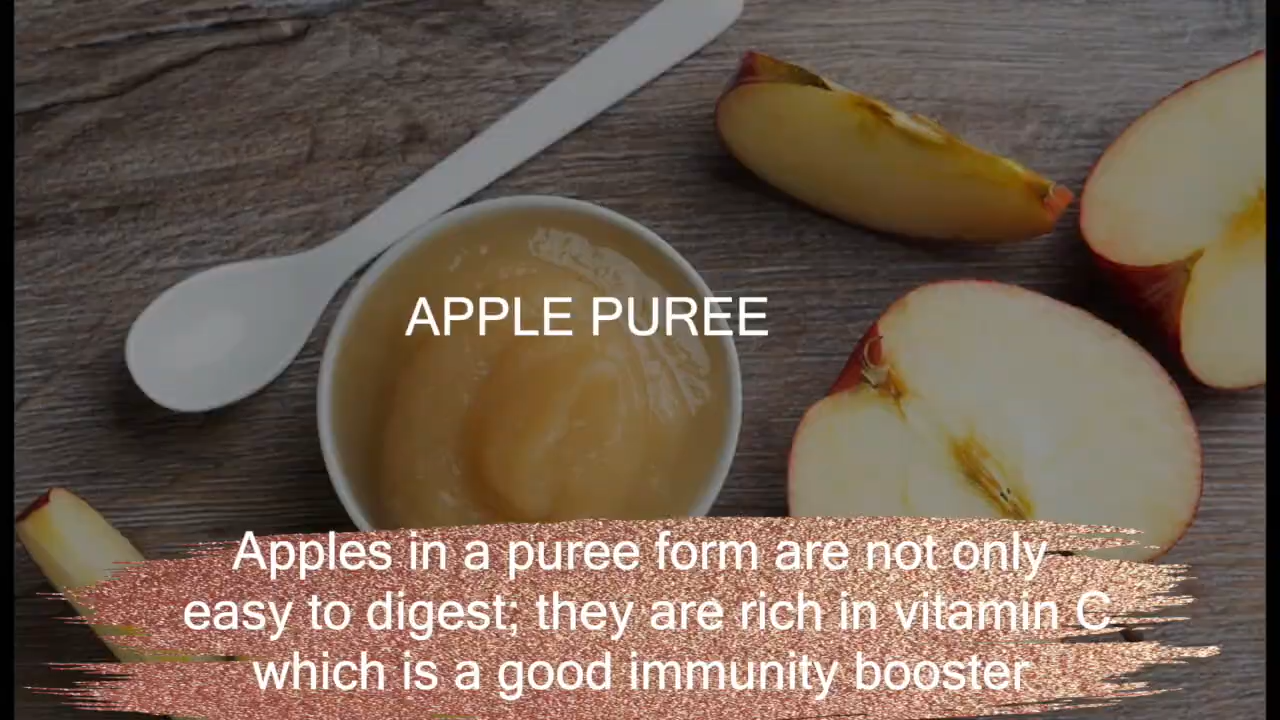 APPLE PUREE
Apples in a puree form are not only
easy to digest; they are rich in vitamin C
which is a good immunity booster